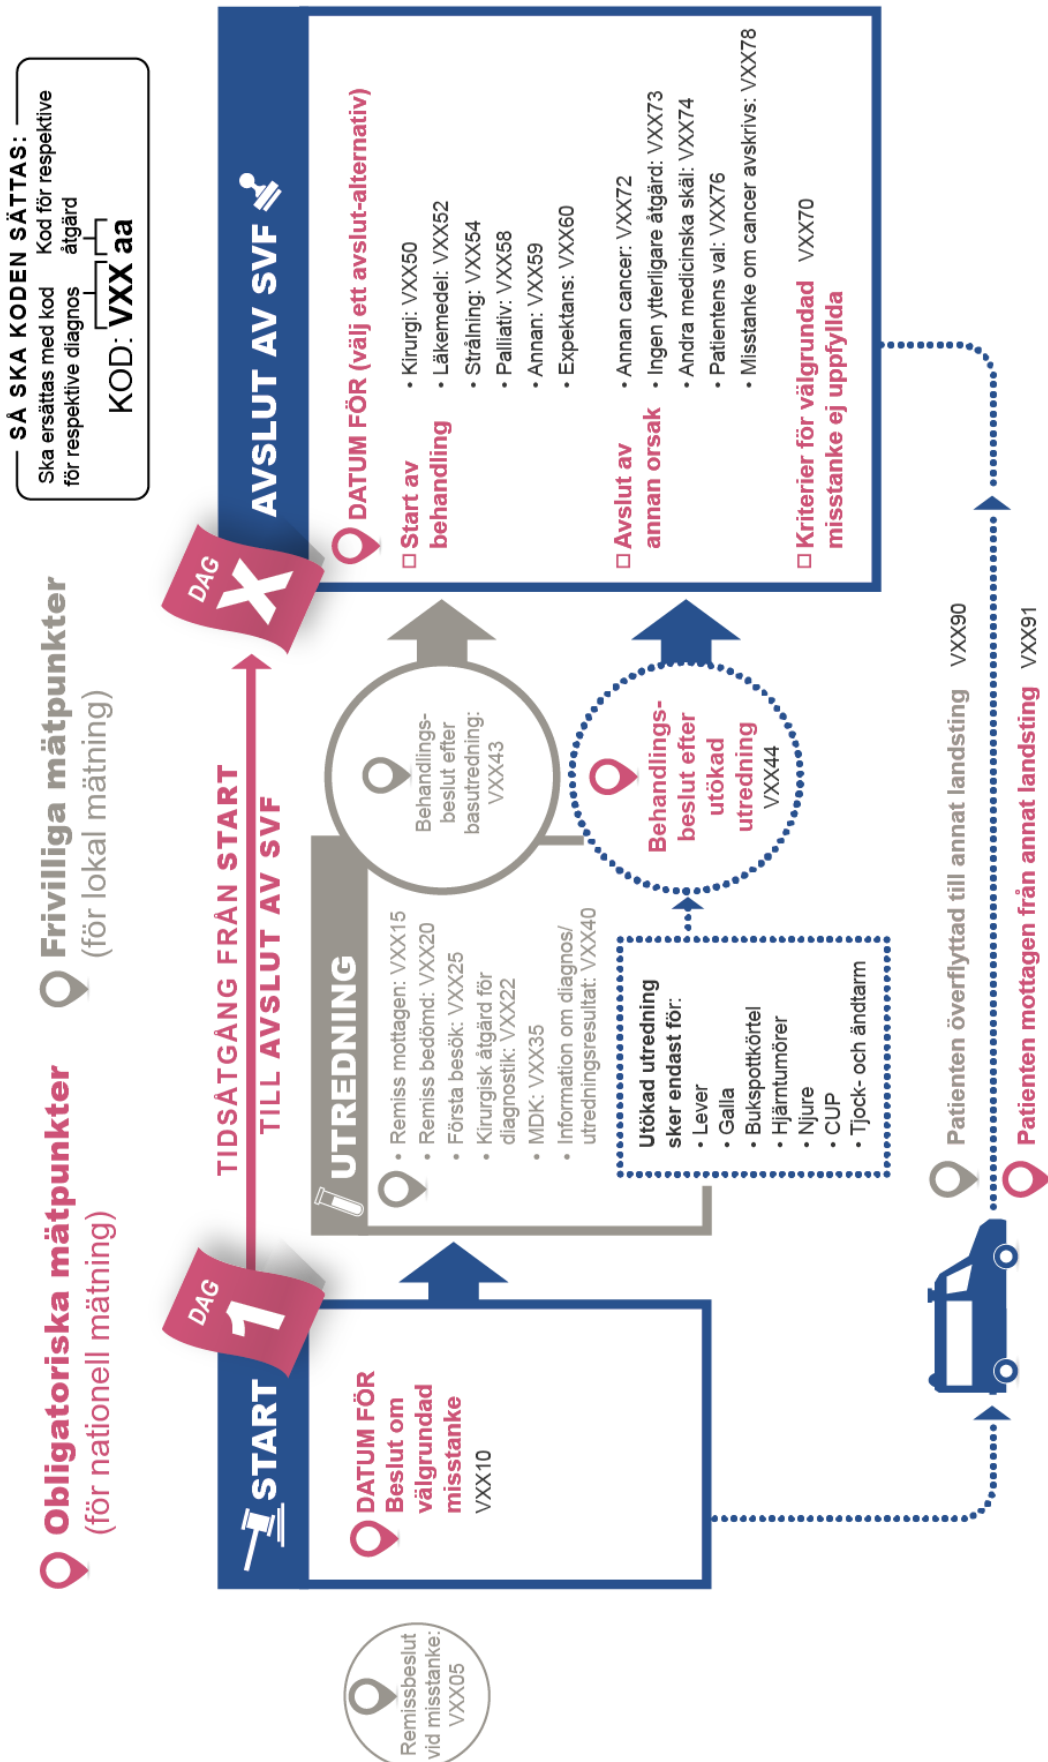 Obligatoriska mätpunkter
(för nationell mätning)
Frivilliga mätpunkter
(för lokal mätning)
SÅ SKA KODEN SÄTTAS:
Ska ersättas med kod
för respektive diagnos
Kod för respektive
åtgärd
KOD: VXX aa
TIDSÅTGÅNG FRÅN START
TILL AVSLUT AV SVF
DAG
1
DAG
X
Remissbeslut
vid misstanke:
VXX05
START
DATUM FÖR
Beslut om
välgrundad
misstanke
VXX10
UTREDNING
• Remiss mottagen: VXX15
• Remiss bedömd: VXX20
• Första besök: VXX25
• Kirurgisk åtgärd för
diagnostik: VXX22
• MDK: VXX35
• Information om diagnos/
utredningsresultat: VXX40
Utökad utredning
sker endast för:
• Lever
• Galla
• Bukspottkörtel
• Hjärntumörer
• Njure
• CUP
• Tjock- och ändtarm
Behandlings-
beslut efter
basutredning:
VXX43
Behandlings-
beslut efter
utökad
utredning
VXX44
AVSLUT AV SVF
DATUM FÖR (välj ett avslut-alternativ)
□ Start av
behandling
• Kirurgi: VXX50
• Läkemedel: VXX52
• Strålning: VXX54
• Palliativ: VXX58
• Annan: VXX59
• Expektans: VXX60
□ Avslut av
annan orsak
• Annan cancer: VXX72
• Ingen ytterligare åtgärd: VXX73
• Andra medicinska skäl: VXX74
• Patientens val: VXX76
• Misstanke om cancer avskrivs: VXX78
□ Kriterier för välgrundad
misstanke ej uppfyllda
VXX70
Patienten överflyttad till annat landsting VXX90
Patienten mottagen från annat landsting VXX91